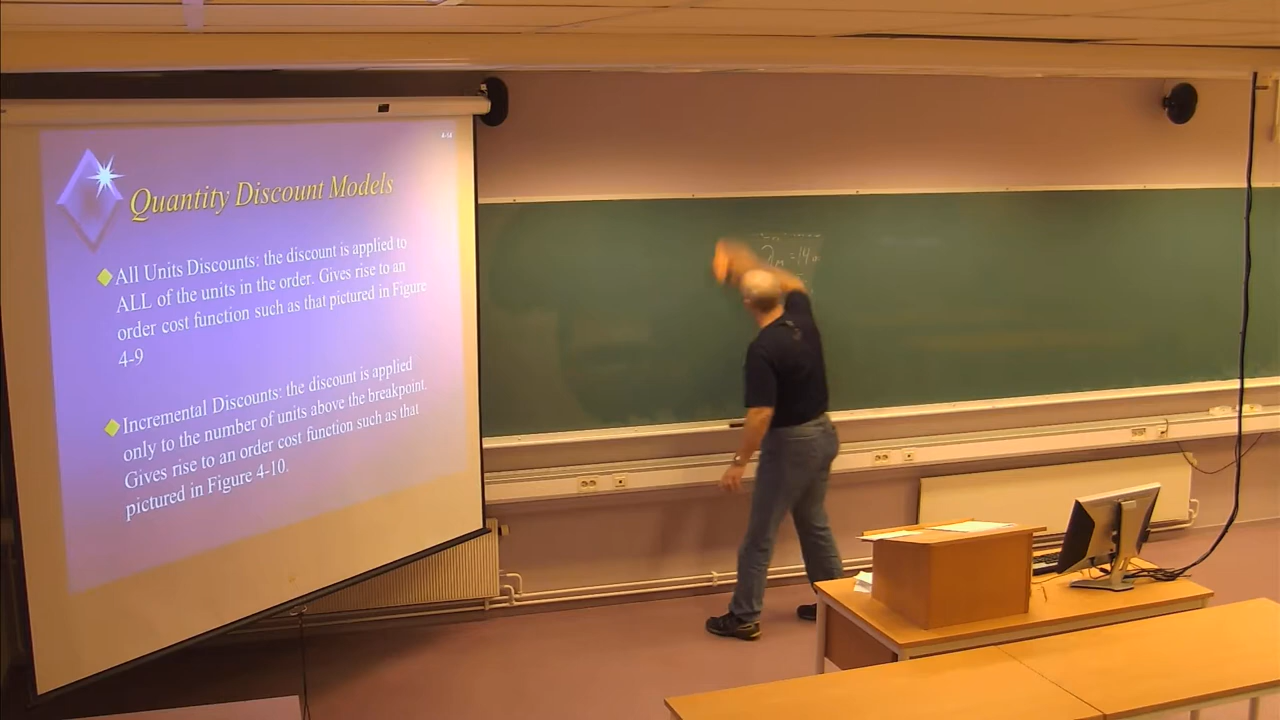 4-14
Quantity Discount Models
All Units Discounts: the discount is applied to
ALL of the units in the order. Gives rise to an
order cost function such as that pictured in Figure
4-9
Incremental Discounts: the discount is applied
only to the number of units above the breakpoint.
Gives rise to an order cost function such as that
pictured in Figure 4-10.